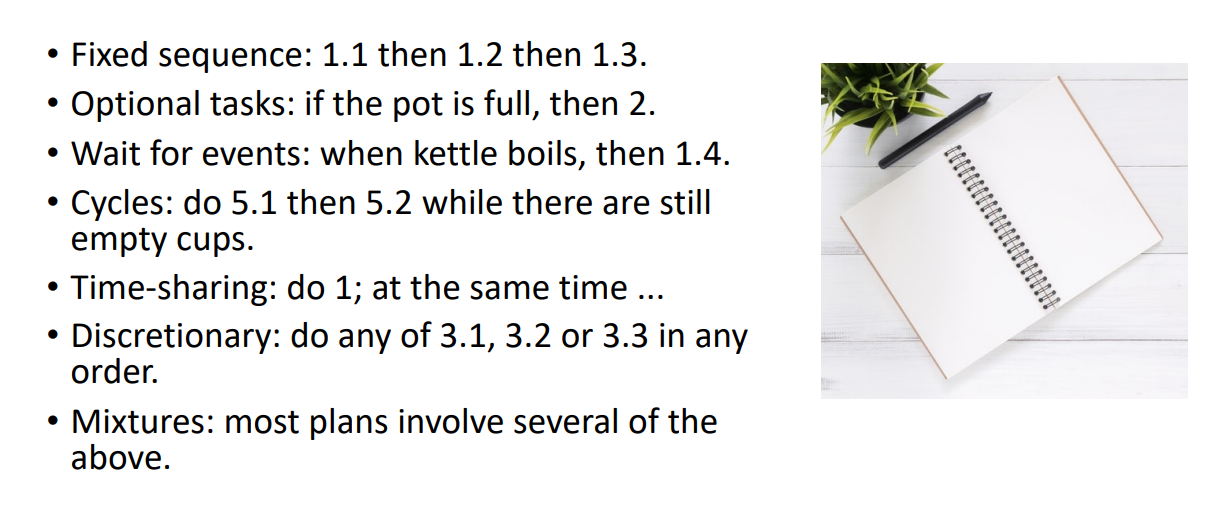 • Fixed sequence: 1.1 then 1.2 then 1.3.
• Optional tasks: if the pot is full, then 2.
• Wait for events: when kettle boils, then 1.4.
• Cycles: do 5.1 then 5.2 while there are still
empty cups.
• Time-sharing: do 1; at the same time ...
• Discretionary: do any of 3.1, 3.2 or 3.3 in any
order.
• Mixtures: most plans involve several of the
above.